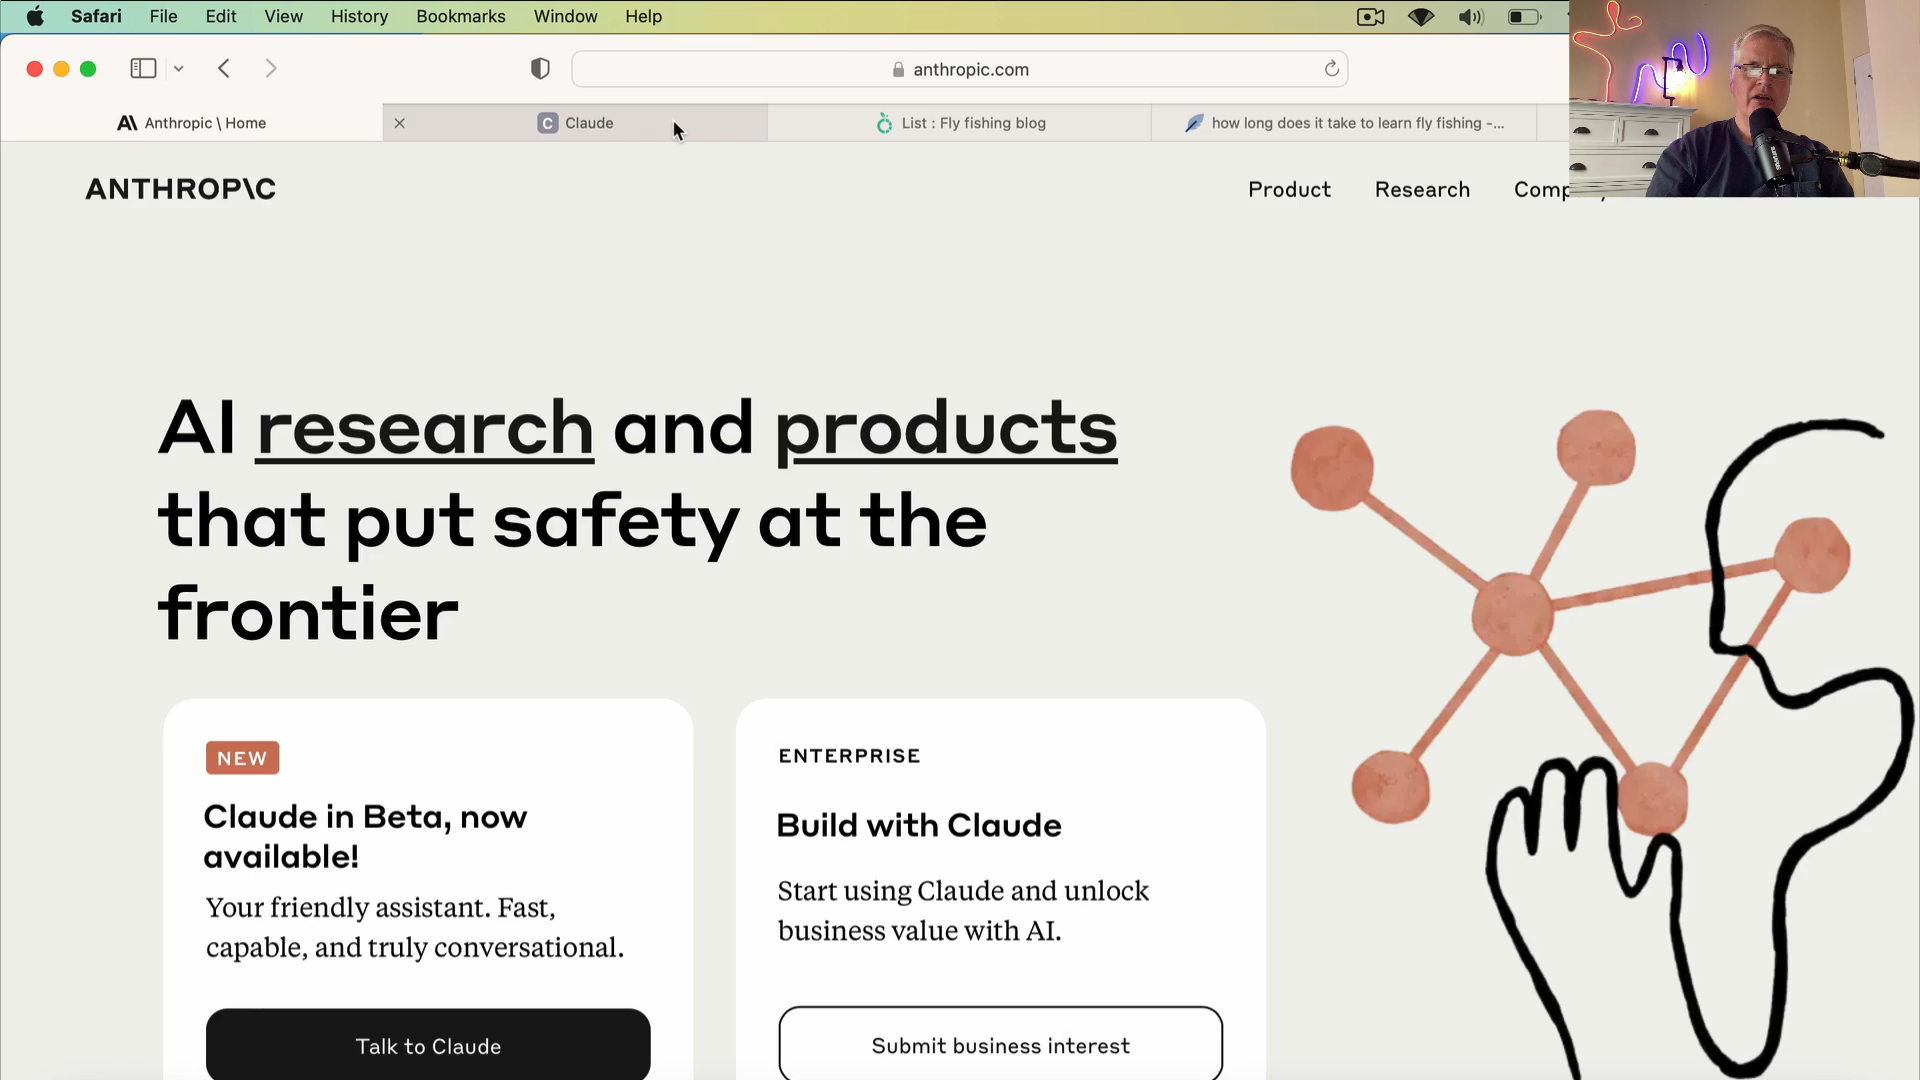 Safari File Edit View History Bookmarks Window Help
anthropic.com
Anthropic \ Home
Claude
List : Fly fishing blog
how long does it take to learn fly fishing -...
ANTHROP\C
Product Research
AI research and products
that put safety at the
frontier
NEW
Claude in Beta, now
available!
Your friendly assistant. Fast,
capable, and truly conversational.
Talk to Claude
ENTERPRISE
Build with Claude
Start using Claude and unlock
business value with AI.
Submit business interest